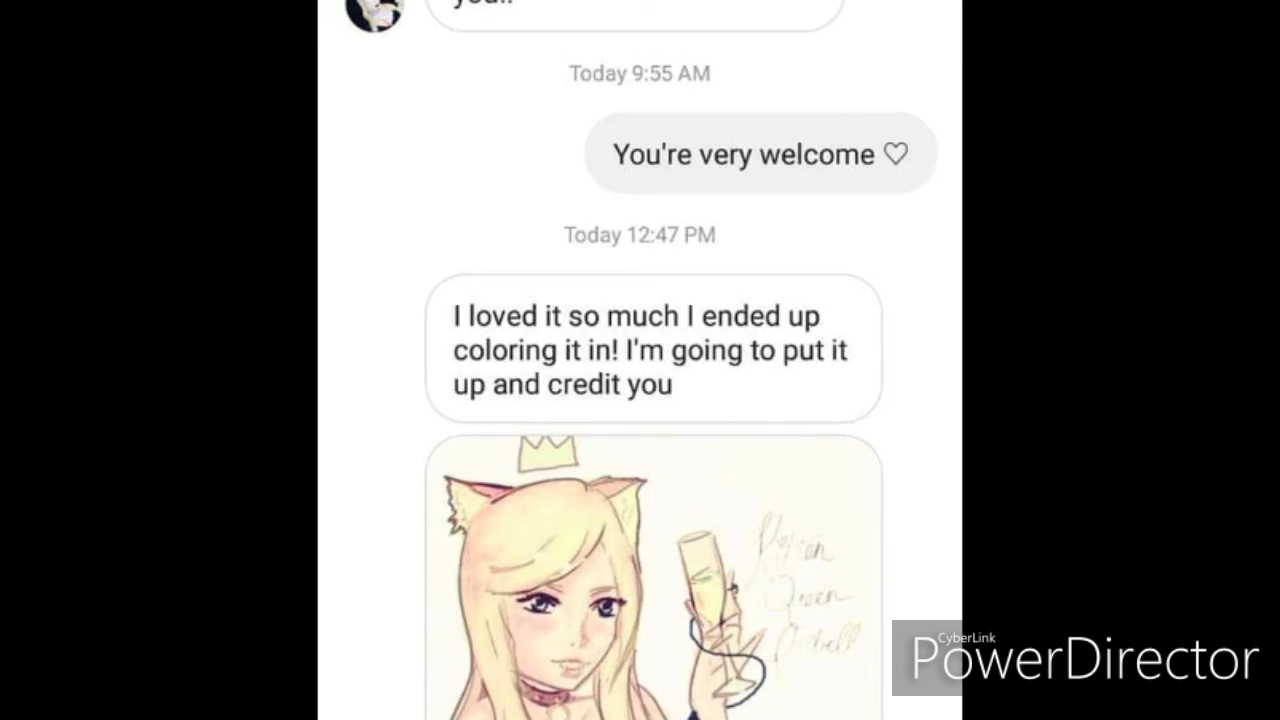 you..
Today 9:55 AM
You're very welcome ♡
Today 12:47 PM
I loved it so much I ended up
coloring it in! I'm going to put it
up and credit you
Queen
CyberLink
PowerDirector